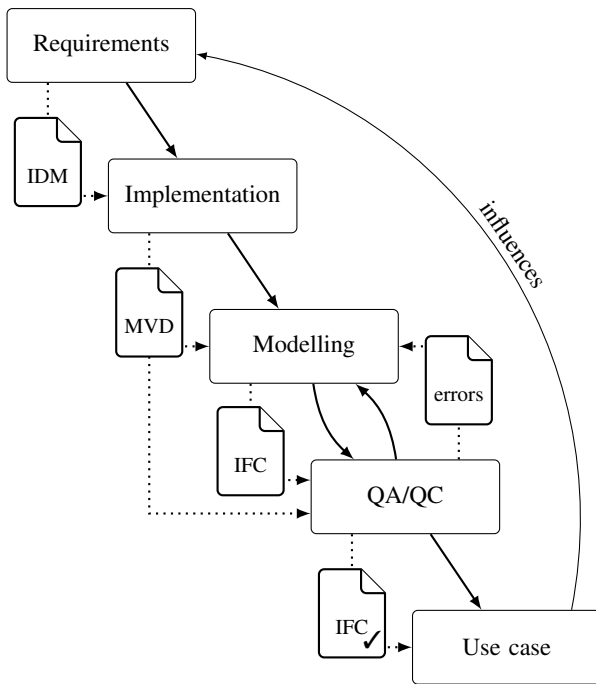 Requirements
IDM
Implementation
influences
MVD
Modelling
errors
IFC
QA/QC
IFC✓
Use case